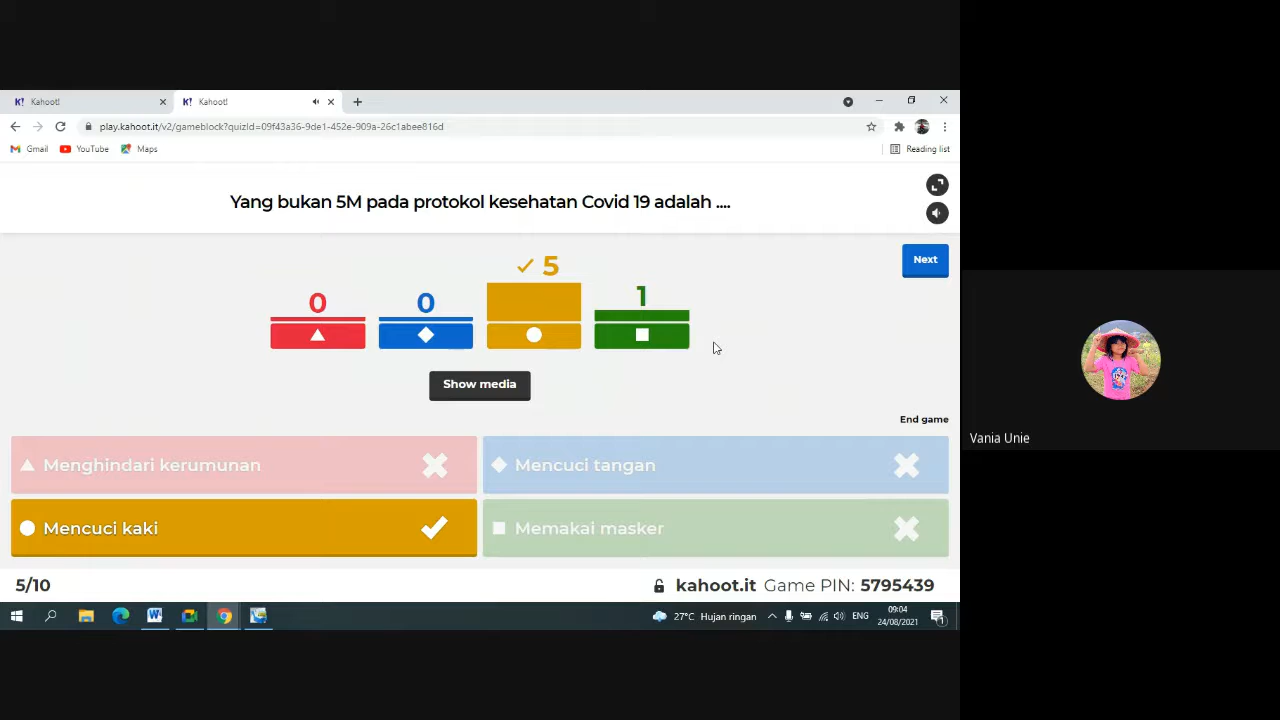 Kahoot!
Kahoot!
play.kahoot.it/v2/gameblock?quizId=09f43a36-9de1-452e-909a-26c1abee816d
Gmail YouTube Maps Reading list
Yang bukan 5M pada protokol kesehatan Covid 19 adalah ....
Next
0 0 5 1
Show media
End game
Menghindari kerumunan
Mencuci tangan
Mencuci kaki
Memakai masker
5/10
kahoot.it Game PIN: 5795439
27°C Hujan ringan ENG 09:04
24/08/2021
1
Vania Unie